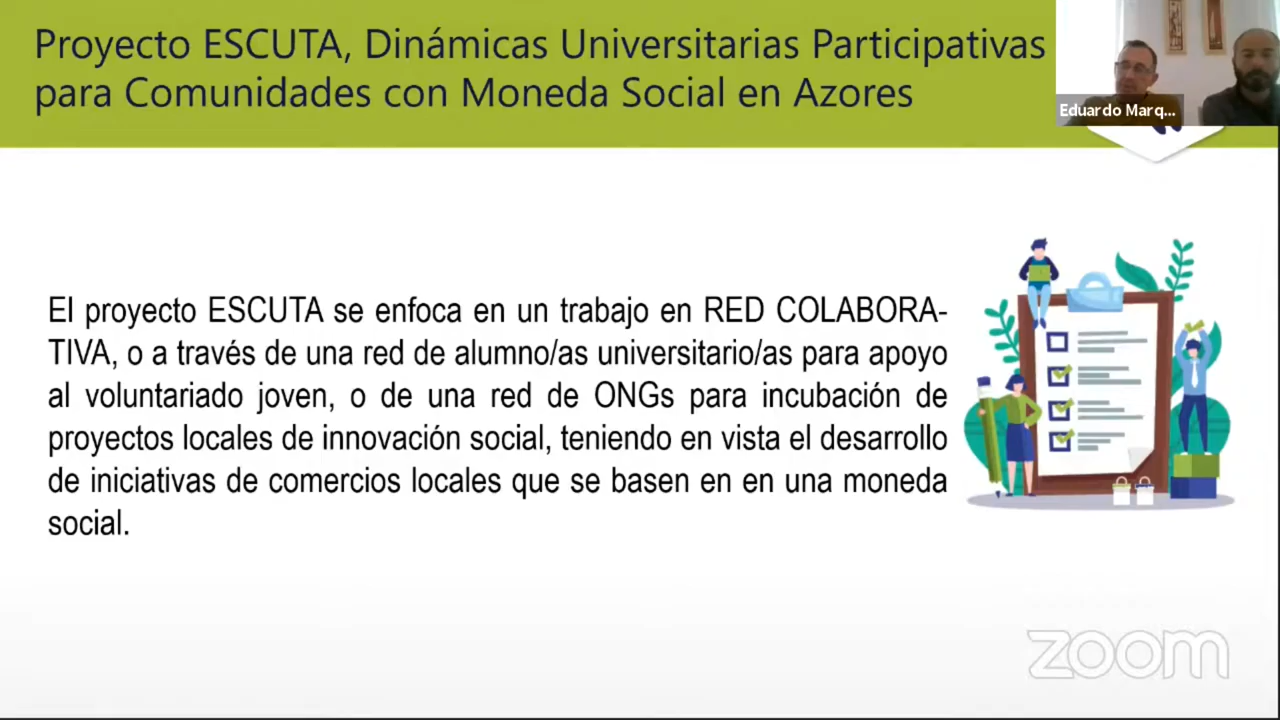 Proyecto ESCUTA, Dinámicas Universitarias Participativas
para Comunidades con Moneda Social en Azores
Eduardo Marq...
El proyecto ESCUTA se enfoca en un trabajo en RED COLABORA-
TIVA, o a través de una red de alumno/as universitario/as para apoyo
al voluntariado joven, o de una red de ONGs para incubación de
proyectos locales de innovación social, teniendo en vista el desarrollo
de iniciativas de comercios locales que se basen en en una moneda
social.
zoom